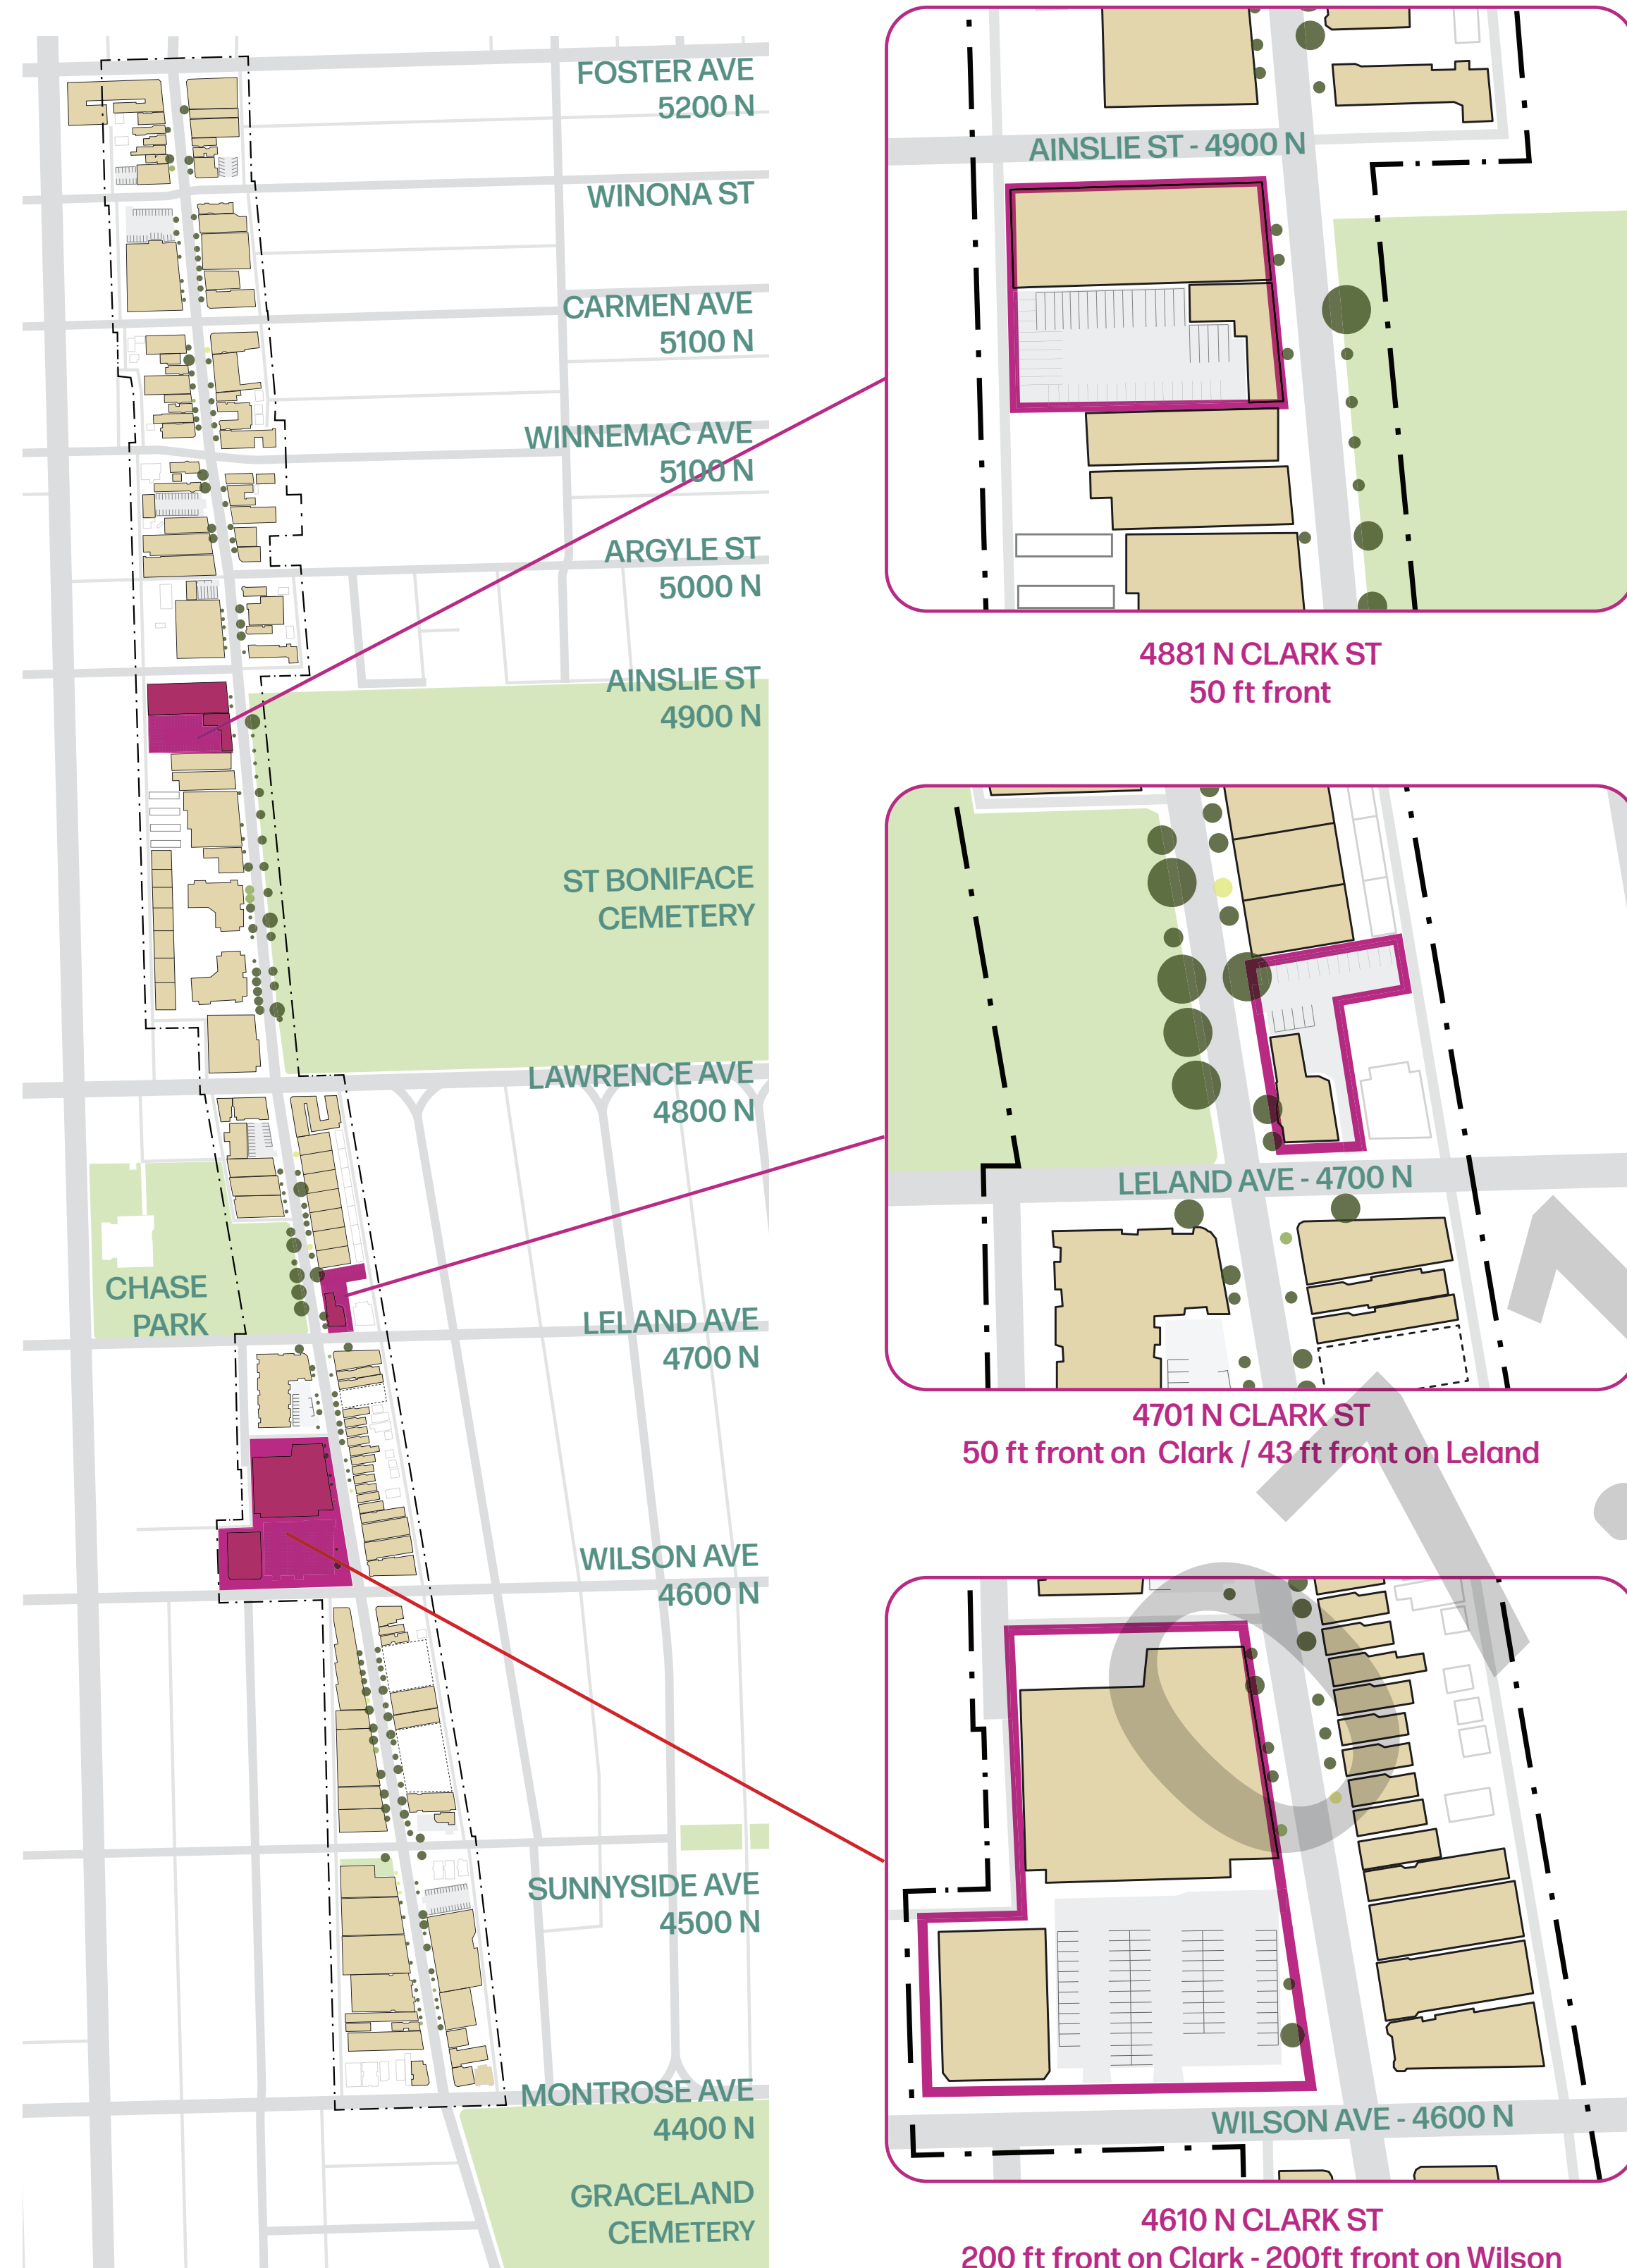 FOSTER AVE
5200 N
WINONA ST
CARMEN AVE
5100 N
WINNEMAC AVE
5100 N
ARGYLE ST
5000 N
AINSLIE ST
4900 N
ST BONIFACE
CEMETERY
LAWRENCE AVE
4800 N
CHASE
PARK
LELAND AVE
4700 N
WILSON AVE
4600 N
SUNNYSIDE AVE
4500 N
MONTROSE AVE
4400 N
GRACELAND
CEMETERY
AINSLIE ST - 4900 N
4881 N CLARK ST
50 ft front
LELAND AVE - 4700 N
4701 N CLARK ST
50 ft front on Clark / 43 ft front on Leland
WILSON AVE - 4600 N
4610 N CLARK ST
200 ft front on Clark - 200ft front on Wilson